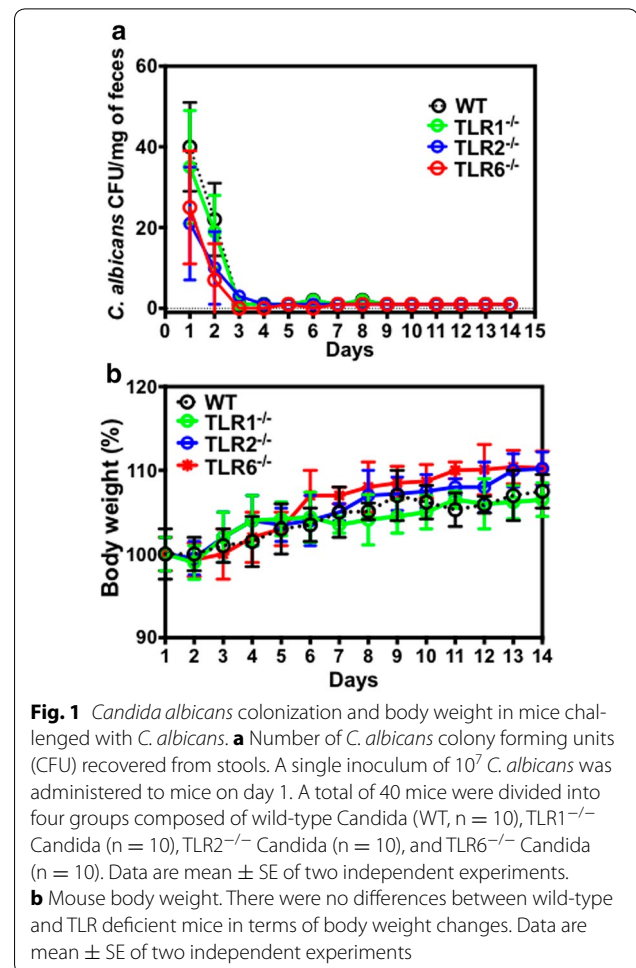 a
C. albicans CFU/mg of feces
60
40
20
0
WT
TLR1-/-
TLR2-/-
TLR6-/-
0 1 2 3 4 5 6 7 8 9 10 11 12 13 14 15
Days
b
Body weight (%)
120
110
100
90
WT
TLR1-/-
TLR2-/-
TLR6-/-
1 2 3 4 5 6 7 8 9 10 11 12 13 14
Days
Fig. 1 Candida albicans colonization and body weight in mice chal-
lenged with C. albicans. a Number of C. albicans colony forming units
(CFU) recovered from stools. A single inoculum of 10⁷ C. albicans was
administered to mice on day 1. A total of 40 mice were divided into
four groups composed of wild-type Candida (WT, n = 10), TLR1−/−
Candida (n = 10), TLR2−/− Candida (n = 10), and TLR6−/− Candida
(n = 10). Data are mean ± SE of two independent experiments.
b Mouse body weight. There were no differences between wild-type
and TLR deficient mice in terms of body weight changes. Data are
mean ± SE of two independent experiments